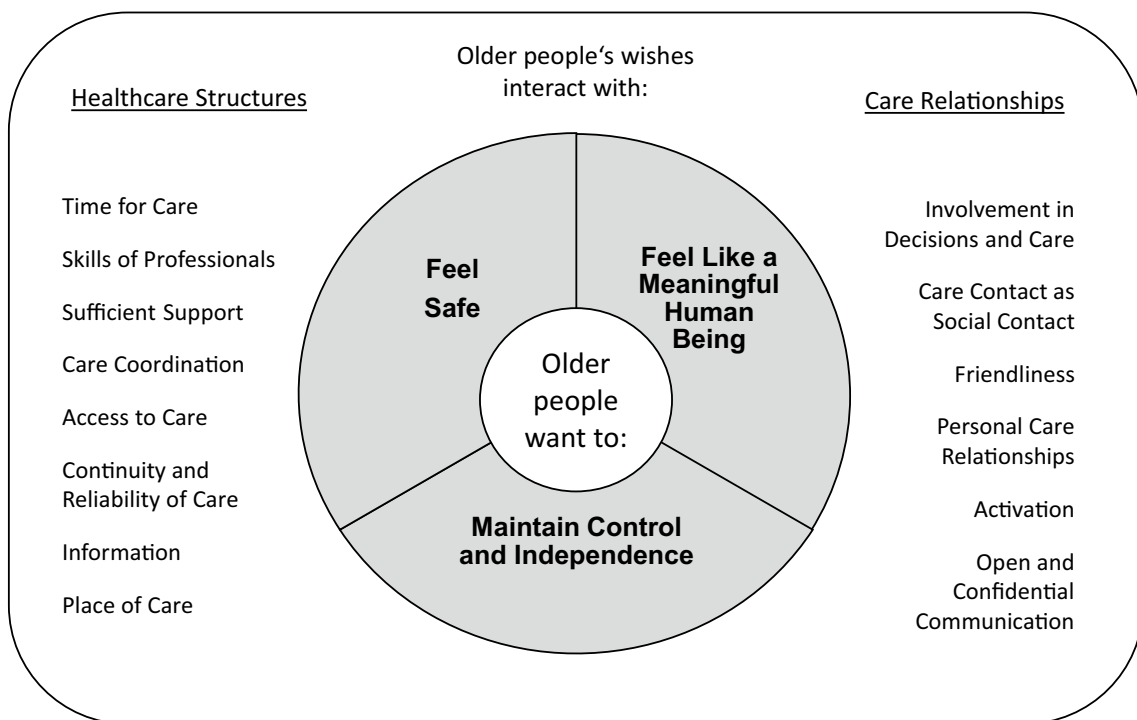 Older people‘s wishes
interact with:
Healthcare Structures
Time for Care
Skills of Professionals
Sufficient Support
Care Coordination
Access to Care
Continuity and
Reliability of Care
Information
Place of Care
Feel
Safe
Feel Like a
Meaningful
Human
Being
Older
people
want to:
Maintain Control
and Independence
Care Relationships
Involvement in
Decisions and Care
Care Contact as
Social Contact
Friendliness
Personal Care
Relationships
Activation
Open and
Confidential
Communication